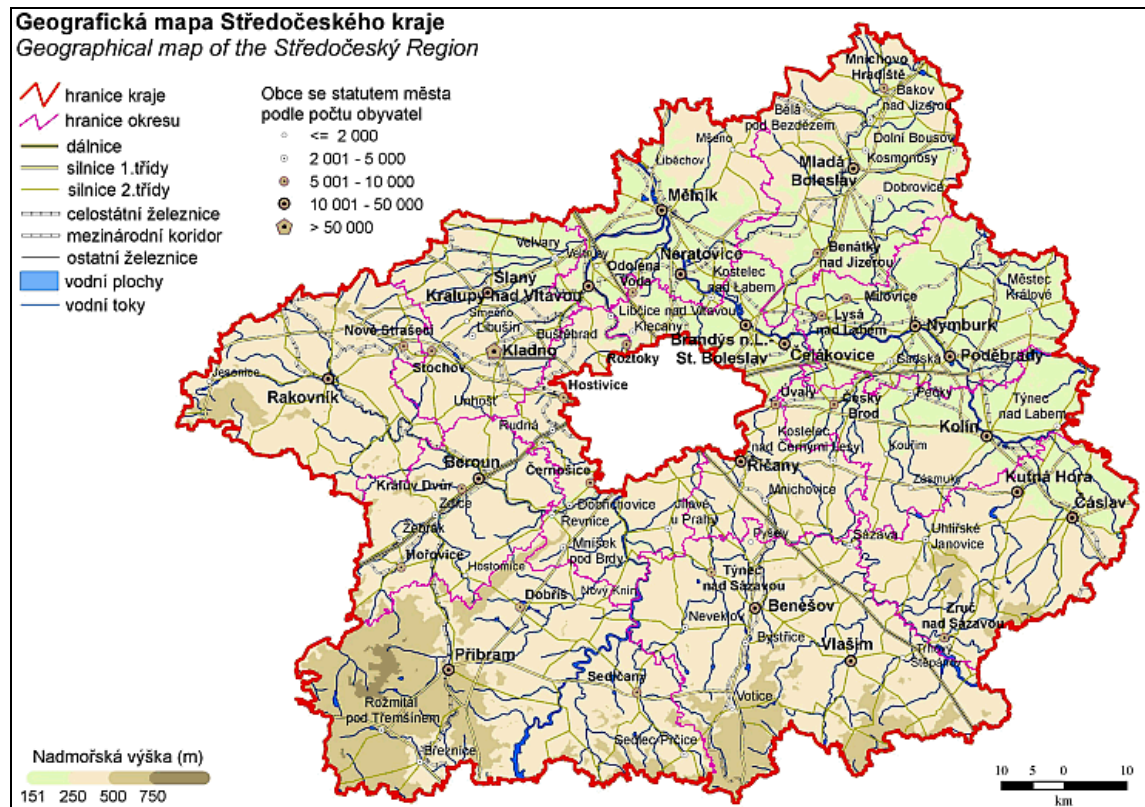 Geografická mapa Středočeského kraje
Geographical map of the Středočeský Region
hranice kraje
hranice okresu
dálnice
silnice 1.třídy
silnice 2.třídy
celostátní železnice
mezinárodní koridor
ostatní železnice
vodní plochy
vodní toky
Obce se statutem města
podle počtu obyvatel
<= 2 000
2 001 - 5 000
5 001 - 10 000
10 001 - 50 000
> 50 000
Mnichovo
Hradiště
Bakov
nad Jizerou
Bělá
pod Bezdězem
Dolní Bousov
Mšeno
Kosmonosy
Liběchov
Mladá
Boleslav
Dobrovice
Mělník
Velvary
Veltrusy
Benátky
nad Jizerou
Neratovice
Odolena
Voda
Kostelec
nad Labem
Městec
Králové
Slaný
Kralupy nad Vltavou
Milovice
Smečno
Libušín
Libčice nad Vltavou
Lysá
nad Labem
Klecany
Nymburk
Nové Strašecí
Buštěhrad
Brandýs n.L.-
St. Boleslav
Kladno
Roztoky
Čelákovice
Sadská
Poděbrady
Stochov
Jesenice
Hostivice
Rakovník
Unhošť
Úvaly
Český
Brod
Pečky
Týnec
nad Labem
Rudná
Kostelec
nad Černými Lesy
Kouřim
Kolín
Beroun
Černošice
Říčany
Zásmuky
Kutná Hora
Králův Dvůr
Zdice
Dobřichovice
Řevnice
Jílové
u Prahy
Mnichovice
Čáslav
Žebrák
Mníšek
pod Brdy
Pyšely
Sázava
Uhlířské
Janovice
Hořovice
Hostomice
Týnec
nad Sázavou
Dobříš
Nový Knín
Benešov
Neveklov
Zruč
nad Sázavou
Bystřice
Vlašim
Trhový
Štěpánov
Příbram
Sedlčany
Rožmitál
pod Třemšínem
Votice
Březnice
Sedlec-Prčice
Nadmořská výška (m)
151 250 500 750
10 5 0 10
km